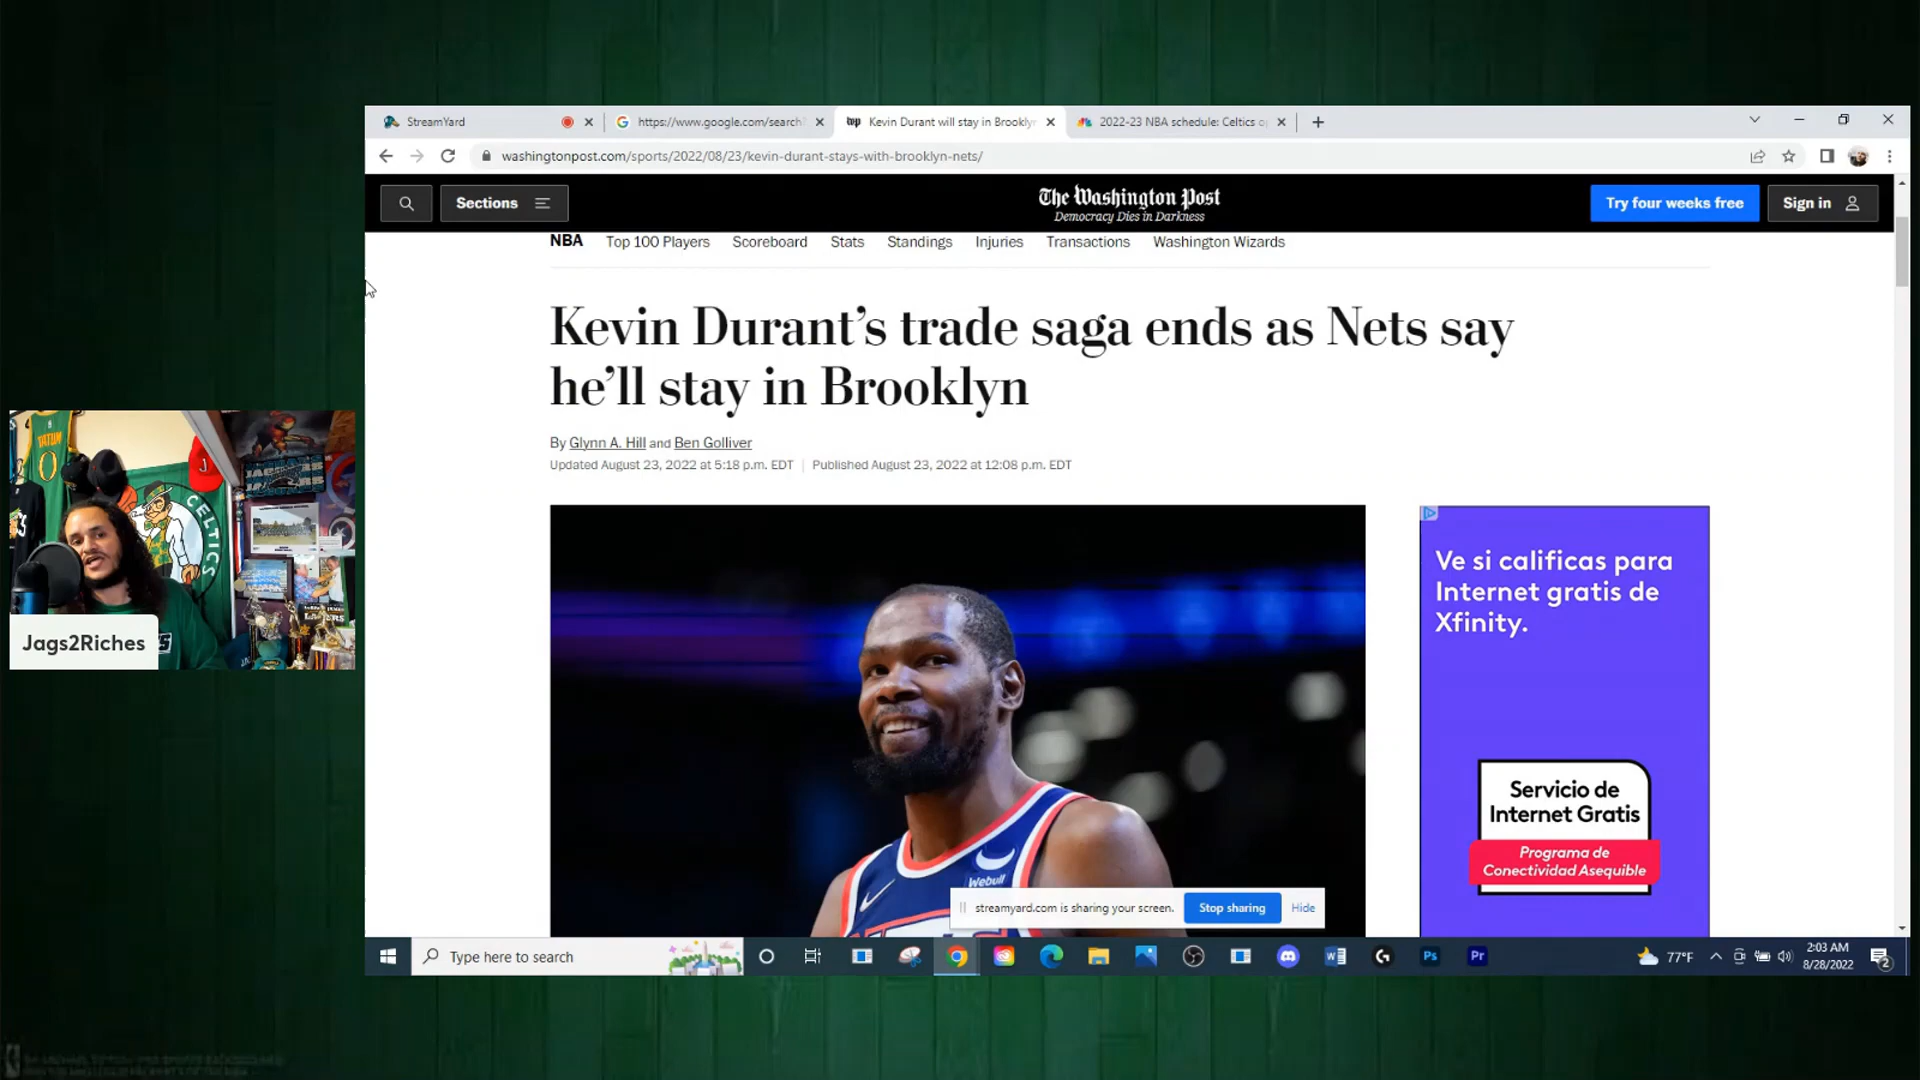 StreamYard
https://www.google.com/search?
Kevin Durant will stay in Brookly
2022-23 NBA schedule: Celtics op
washingtonpost.com/sports/2022/08/23/kevin-durant-stays-with-brooklyn-nets/
Sections
The Washington Post
Democracy Dies in Darkness
Try four weeks free
Sign in
NBA Top 100 Players Scoreboard Stats Standings Injuries Transactions Washington Wizards
Kevin Durant’s trade saga ends as Nets say
he’ll stay in Brooklyn
By Glynn A. Hill and Ben Golliver
Updated August 23, 2022 at 5:18 p.m. EDT | Published August 23, 2022 at 12:08 p.m. EDT
TATUM
0
CELTICS
JAGUARS
Jags2Riches
Webull
Ve si calificas para
Internet gratis de
Xfinity.
Servicio de
Internet Gratis
Programa de
Conectividad Asequible
streamyard.com is sharing your screen.
Stop sharing
Hide
Type here to search
Ps
Pr
77°F
2:03 AM
8/28/2022
2